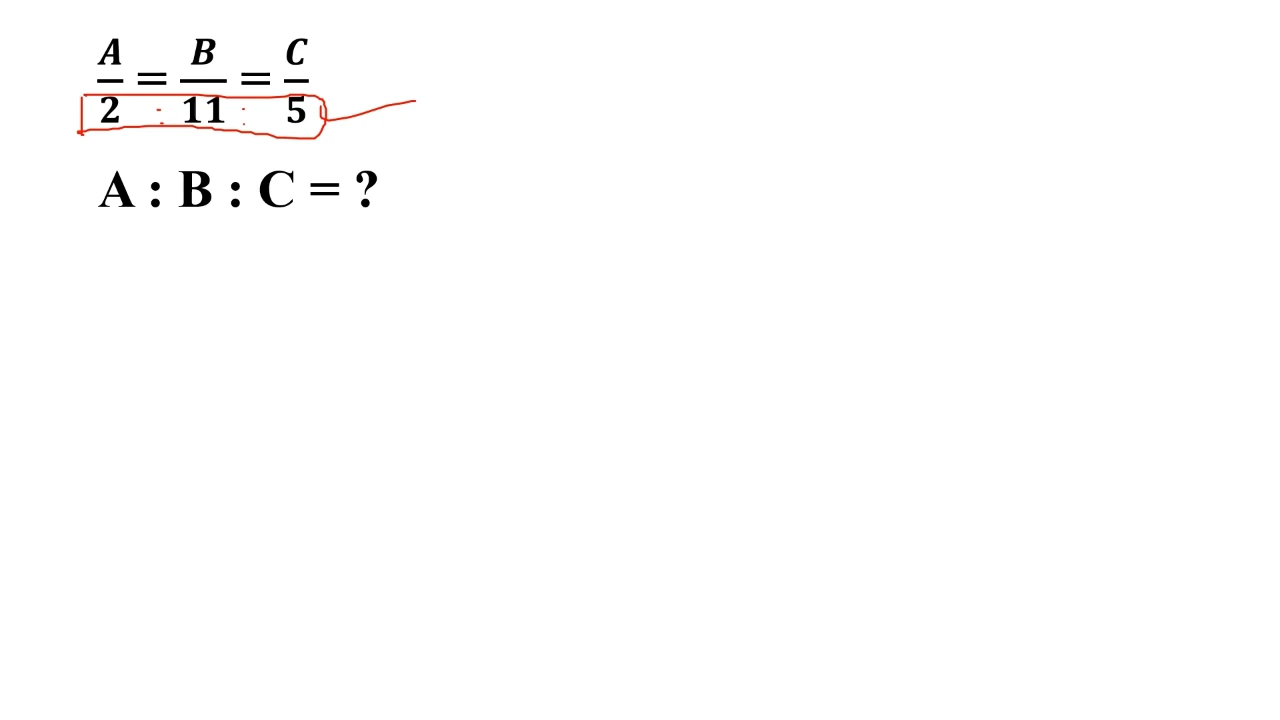 A/2 = B/11 = C/5
A : B : C = ?